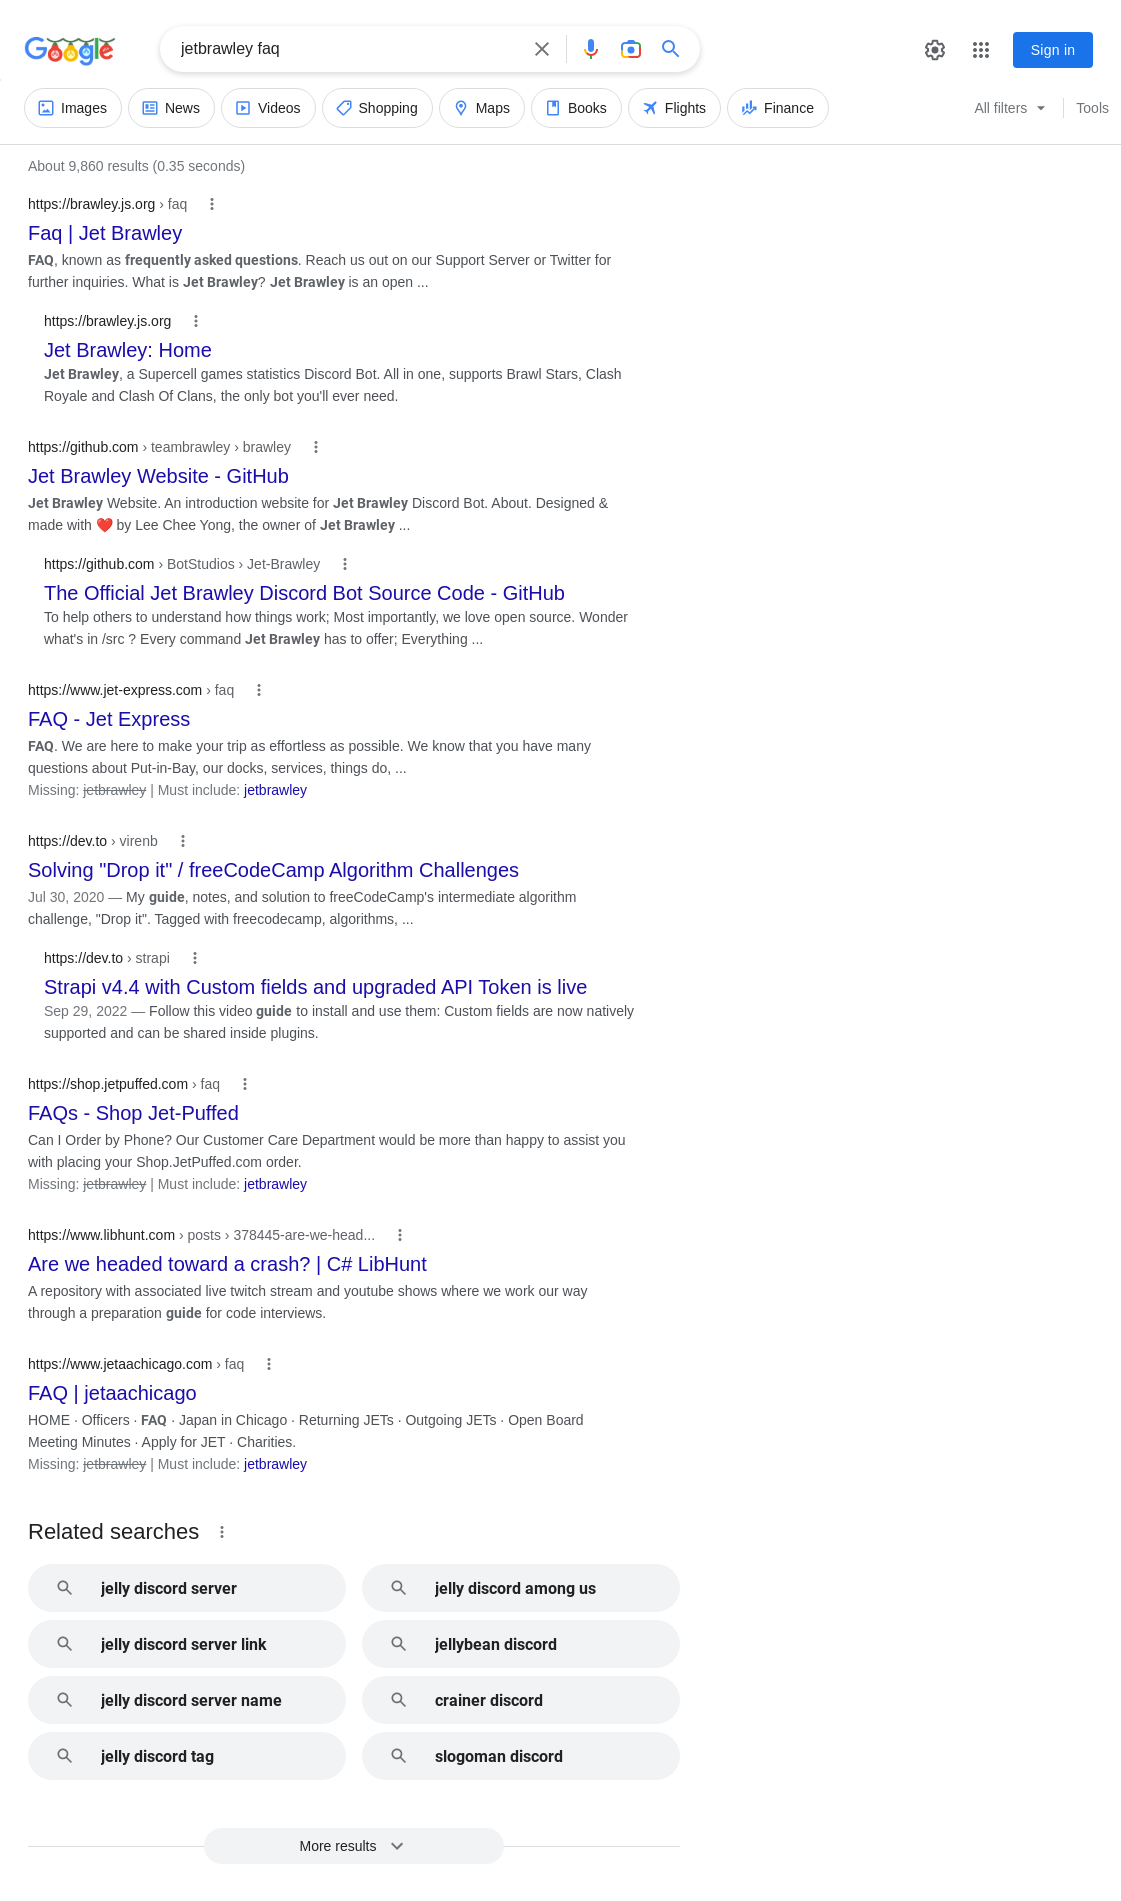 Google
jetbrawley faq
Sign in
Images News Videos Shopping Maps Books Flights Finance All filters Tools
About 9,860 results (0.35 seconds)
https://brawley.js.org › faq
Faq | Jet Brawley
FAQ, known as frequently asked questions. Reach us out on our Support Server or Twitter for
further inquiries. What is Jet Brawley? Jet Brawley is an open ...
https://brawley.js.org
Jet Brawley: Home
Jet Brawley, a Supercell games statistics Discord Bot. All in one, supports Brawl Stars, Clash
Royale and Clash Of Clans, the only bot you'll ever need.
https://github.com › teambrawley › brawley
Jet Brawley Website - GitHub
Jet Brawley Website. An introduction website for Jet Brawley Discord Bot. About. Designed &
made with ❤️ by Lee Chee Yong, the owner of Jet Brawley ...
https://github.com › BotStudios › Jet-Brawley
The Official Jet Brawley Discord Bot Source Code - GitHub
To help others to understand how things work; Most importantly, we love open source. Wonder
what's in /src ? Every command Jet Brawley has to offer; Everything ...
https://www.jet-express.com › faq
FAQ - Jet Express
FAQ. We are here to make your trip as effortless as possible. We know that you have many
questions about Put-in-Bay, our docks, services, things do, ...
Missing: jetbrawley | Must include: jetbrawley
https://dev.to › virenb
Solving "Drop it" / freeCodeCamp Algorithm Challenges
Jul 30, 2020 — My guide, notes, and solution to freeCodeCamp's intermediate algorithm
challenge, "Drop it". Tagged with freecodecamp, algorithms, ...
https://dev.to › strapi
Strapi v4.4 with Custom fields and upgraded API Token is live
Sep 29, 2022 — Follow this video guide to install and use them: Custom fields are now natively
supported and can be shared inside plugins.
https://shop.jetpuffed.com › faq
FAQs - Shop Jet-Puffed
Can I Order by Phone? Our Customer Care Department would be more than happy to assist you
with placing your Shop.JetPuffed.com order.
Missing: jetbrawley | Must include: jetbrawley
https://www.libhunt.com › posts › 378445-are-we-head...
Are we headed toward a crash? | C# LibHunt
A repository with associated live twitch stream and youtube shows where we work our way
through a preparation guide for code interviews.
https://www.jetaachicago.com › faq
FAQ | jetaachicago
HOME · Officers · FAQ · Japan in Chicago · Returning JETs · Outgoing JETs · Open Board
Meeting Minutes · Apply for JET · Charities.
Missing: jetbrawley | Must include: jetbrawley
Related searches
jelly discord server
jelly discord among us
jelly discord server link
jellybean discord
jelly discord server name
crainer discord
jelly discord tag
slogoman discord
More results